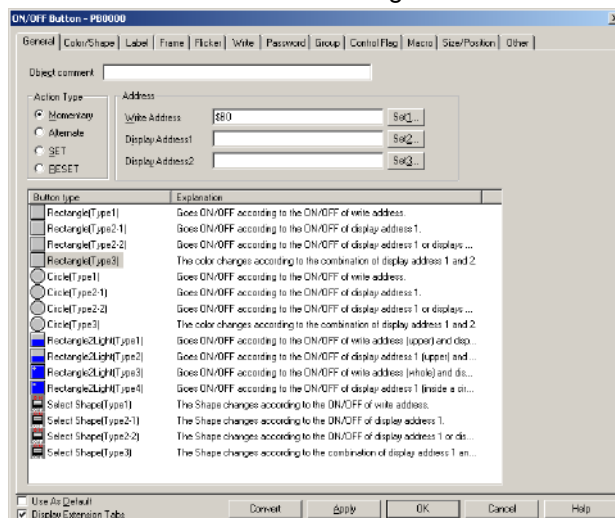 ON/OFF Button - PB0000
General Color/Shape Label Frame Flicker Write Password Group Control Flag Macro Size/Position Other
Object comment
Action Type Address
Momentary Write Address $B0 Set1...
Alternate Display Address1 Set2...
SET Display Address2 Set3...
RESET
Button type Explanation
Rectangle(Type1) Goes ON/OFF according to the ON/OFF of write address.
Rectangle(Type2-1) Goes ON/OFF according to the ON/OFF of display address 1.
Rectangle(Type2-2) Goes ON/OFF according to the ON/OFF of display address 1 or displays ...
Rectangle(Type3) The color changes according to the combination of display address 1 and 2.
Circle(Type1) Goes ON/OFF according to the ON/OFF of write address.
Circle(Type2-1) Goes ON/OFF according to the ON/OFF of display address 1.
Circle(Type2-2) Goes ON/OFF according to the ON/OFF of display address 1 or displays ...
Circle(Type3) The color changes according to the combination of display address 1 and 2.
Rectangle2Light(Type1) Goes ON/OFF according to the ON/OFF of write address (upper) and disp...
Rectangle2Light(Type2) Goes ON/OFF according to the ON/OFF of display address 1 (upper) and ...
Rectangle2Light(Type3) Goes ON/OFF according to the ON/OFF of write address (whole) and dis...
Rectangle2Light(Type4) Goes ON/OFF according to the ON/OFF of display address 1 (inside a cir...
Select Shape(Type1) The Shape changes according to the ON/OFF of write address.
Select Shape(Type2-1) The Shape changes according to the ON/OFF of display address 1.
Select Shape(Type2-2) The Shape changes according to the ON/OFF of display address 1 or dis...
Select Shape(Type3) The Shape changes according to the combination of display address 1 an...
Use As Default
Display Extension Tabs Convert Apply OK Cancel Help